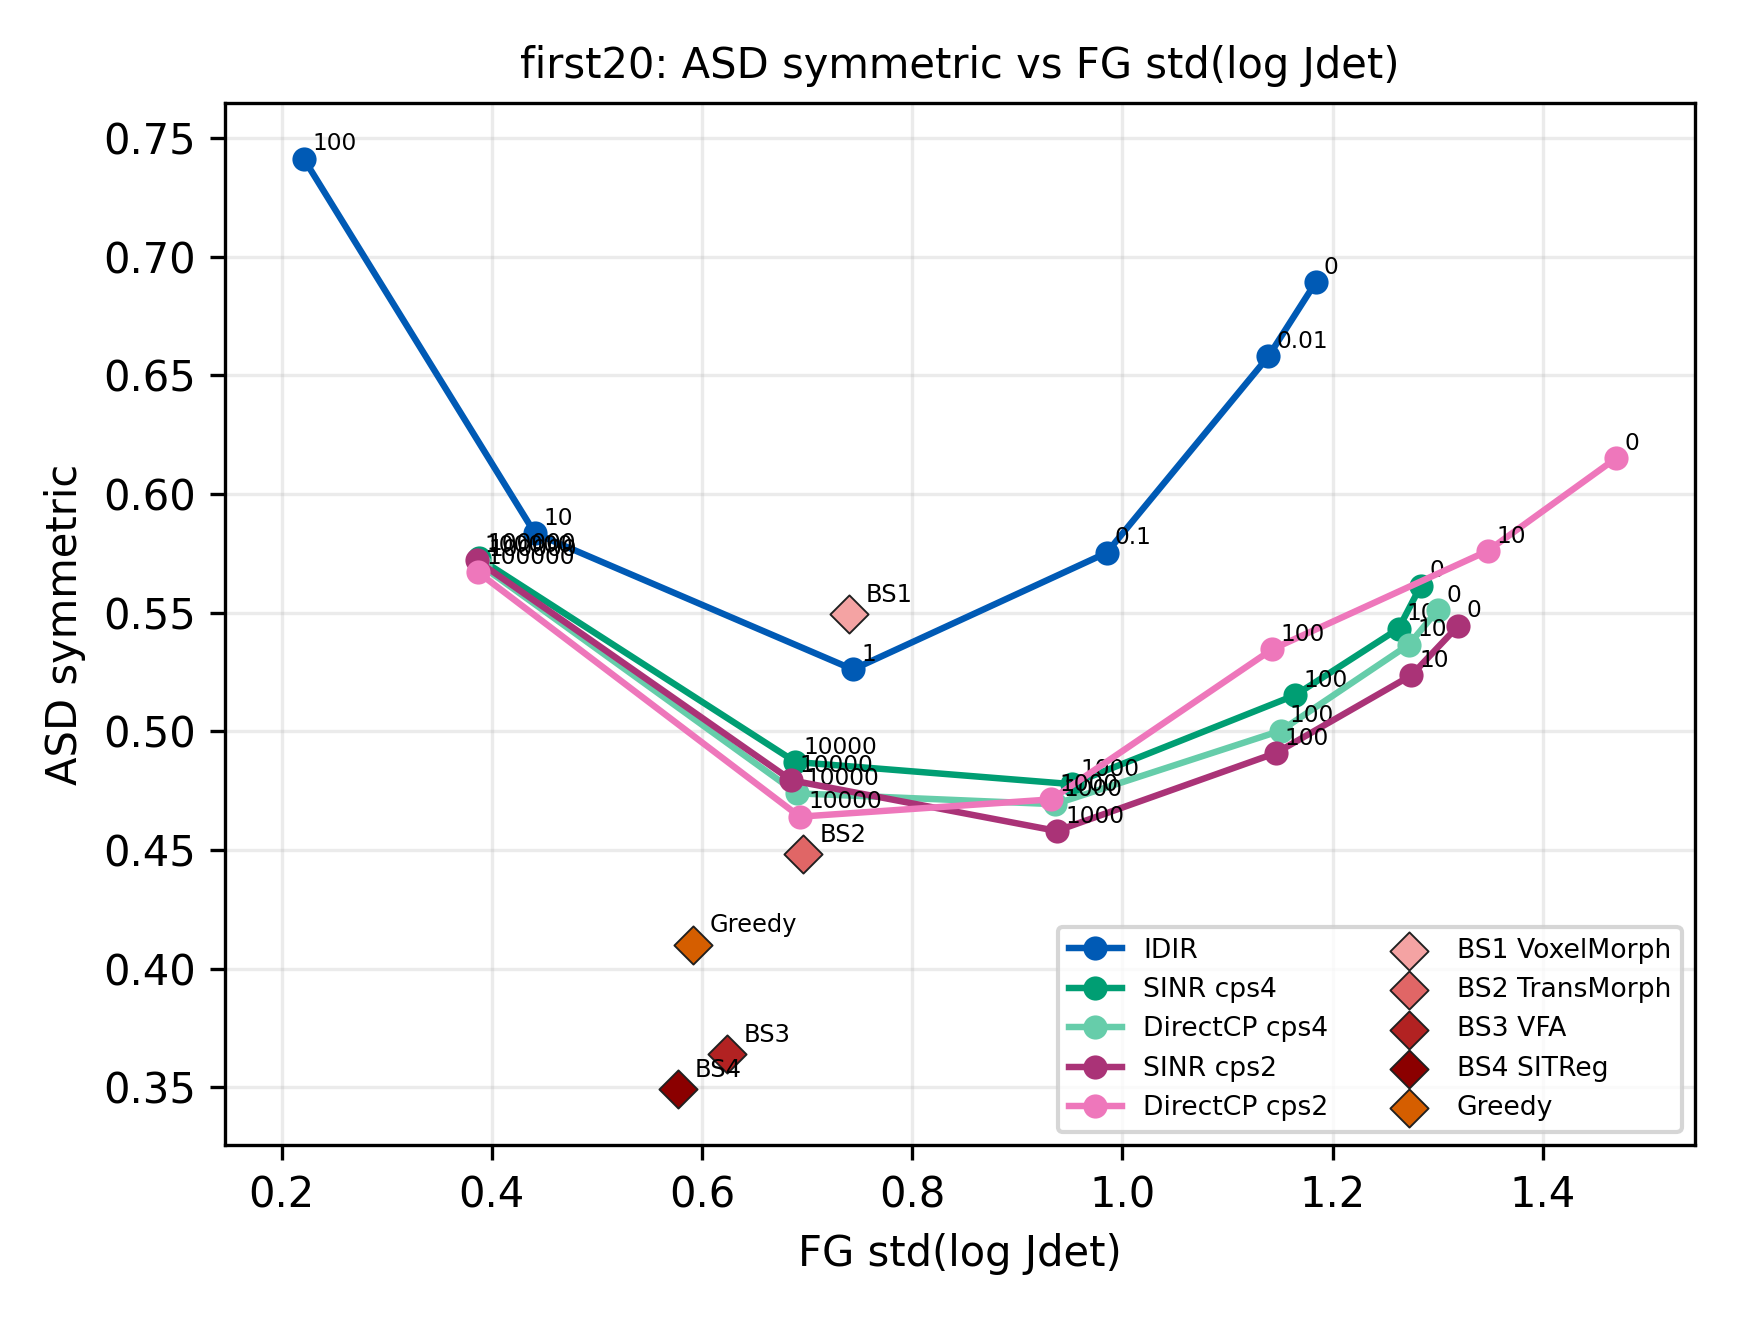 first20: ASD symmetric vs FG std(log Jdet)
ASD symmetric
0.75
0.70
0.65
0.60
0.55
0.50
0.45
0.40
0.35
100
0
0.01
0
10
0.1
10
100000
0
BS1
0
0
100
10
10
1
100
100
100
10000
10000
10000
10000
1000
1000
1000
1000
BS2
Greedy
BS3
BS4
IDIR
SINR cps4
DirectCP cps4
SINR cps2
DirectCP cps2
BS1 VoxelMorph
BS2 TransMorph
BS3 VFA
BS4 SITReg
Greedy
0.2 0.4 0.6 0.8 1.0 1.2 1.4
FG std(log Jdet)